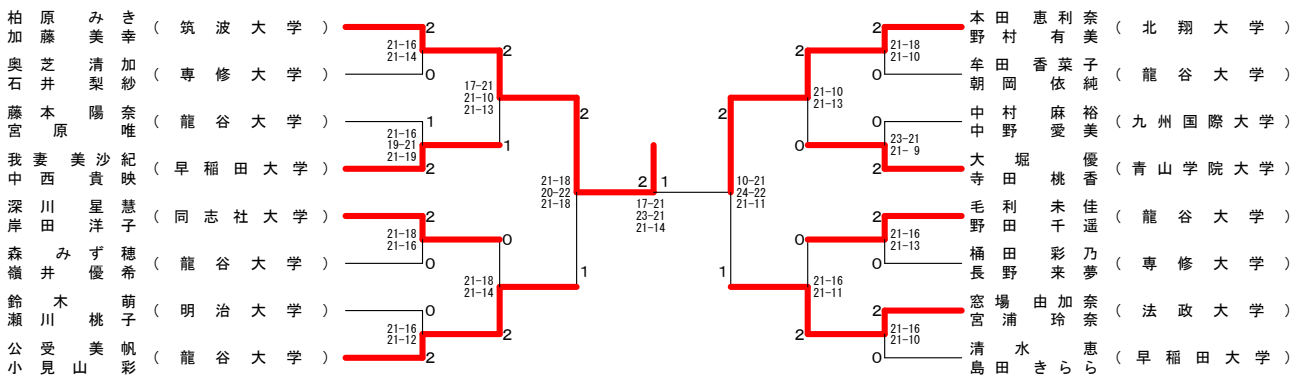 柏原 みき
加藤 美幸
(筑波大学)
2
21-16
21-14
奥芝 清加
石井 梨紗
(専修大学)
0
2
17-21
21-10
21-13
藤本 陽奈
宮原 唯
(龍谷大学)
1
21-16
19-21
21-19
我妻 美沙紀
中西 貴映
(早稲田大学)
2
1
2
21-18
20-22
21-18
深川 星慧
岸田 洋子
(同志社大学)
2
21-18
21-16
森 みず穂
嶺井 優希
(龍谷大学)
0
0
21-18
21-14
鈴木 萌
瀬川 桃子
(明治大学)
0
21-16
21-12
公受 美帆
小見山 彩
(龍谷大学)
2
2
1
2 1
17-21
23-21
21-14
本田 恵利奈
野村 有美
(北翔大学)
2
21-18
21-10
牟田 香菜子
朝岡 依純
(龍谷大学)
0
2
21-10
21-13
中村 麻裕
中野 愛美
(九州国際大学)
0
23-21
21- 9
大堀 優
寺田 桃香
(青山学院大学)
2
0
2
10-21
24-22
21-11
毛利 未佳
野田 千遥
(龍谷大学)
2
21-16
21-13
桶田 彩乃
長野 来夢
(専修大学)
0
0
21-16
21-11
窓場 由加奈
宮浦 玲奈
(法政大学)
2
21-16
21-10
清水 恵
島田 きらら
(早稲田大学)
0
2
1